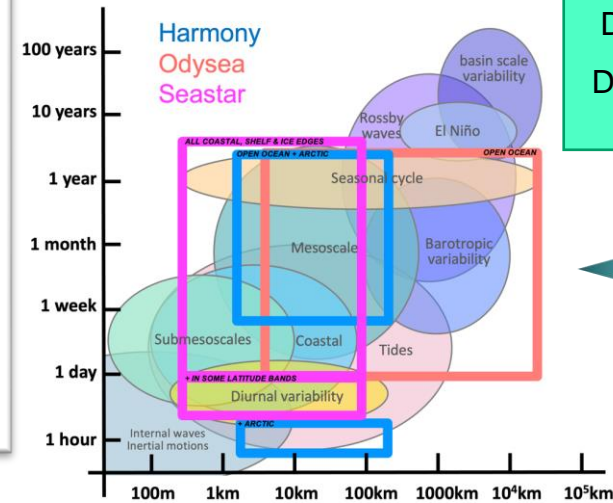 Harmony
Odysea
Seastar
100 years
10 years
1 year
1 month
1 week
1 day
1 hour
basin scale
variability
Rossby
waves
El Niño
ALL COASTAL, SHELF & ICE EDGES
OPEN OCEAN + ARCTIC
OPEN OCEAN
Seasonal cycle
Mesoscale
Barotropic
variability
Submesoscales
Coastal
Tides
+ IN SOME LATITUDE BANDS
Diurnal variability
+ ARCTIC
Internal waves
Inertial motions
100m
1km
10km
100km
1000km
10⁴km
10⁵km
D
D